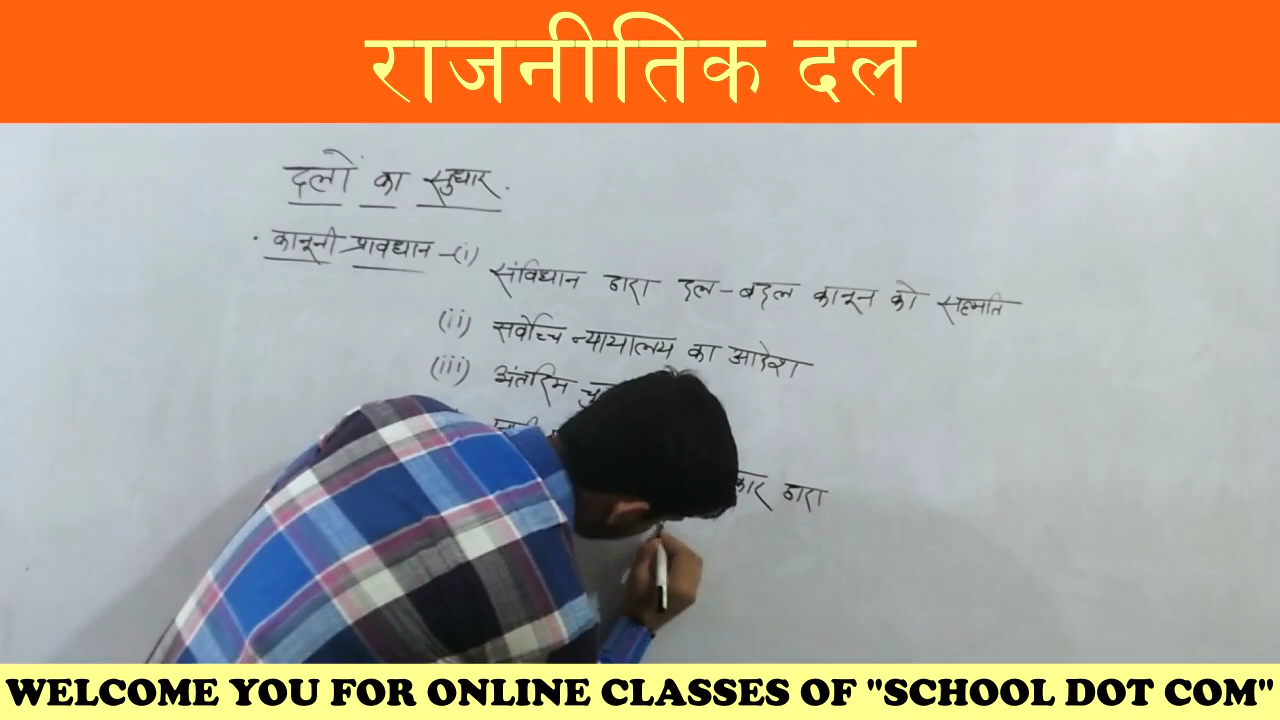 राजनीतिक दल
दलों का सुधार.
· कानूनी प्रावधान - (i) संविधान द्वारा दल-बदल कानून को सहमति
(ii) सर्वोच्च न्यायालय का आदेश
(iii) अंतरिम
द्वारा
WELCOME YOU FOR ONLINE CLASSES OF "SCHOOL DOT COM"